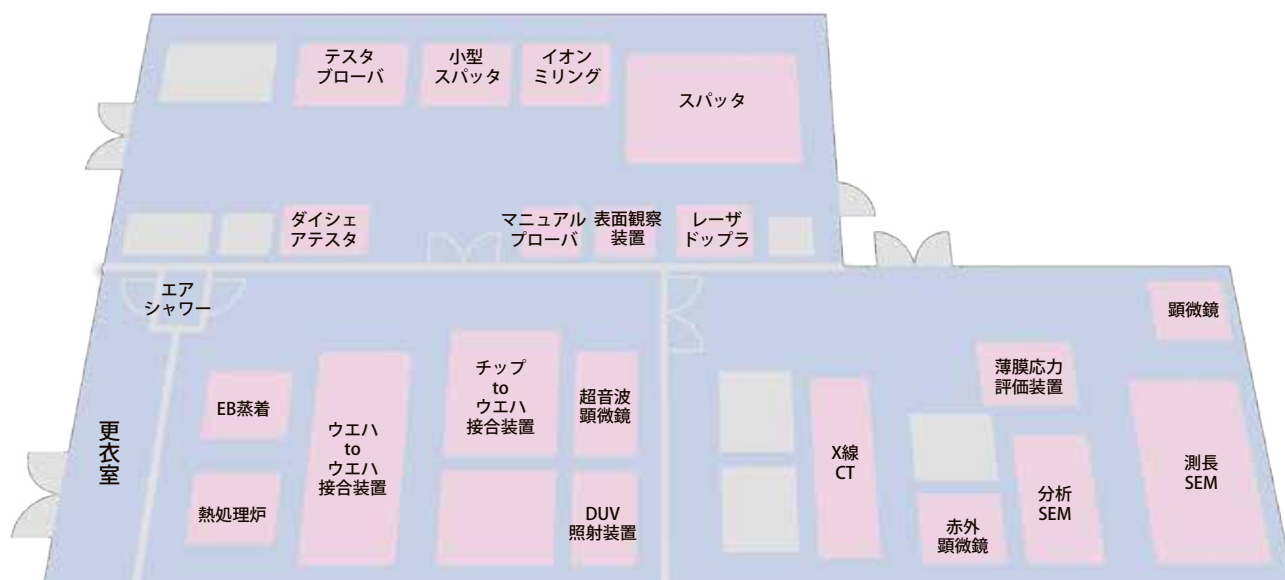 テスタ
ブローバ
小型
スパッタ
イオン
ミリング
スパッタ
ダイシェ
アテスタ
マニュアル
プローバ
表面観察
装置
レーザ
ドップラ
エア
シャワー
更衣室
EB蒸着
熱処理炉
ウエハ
to
ウエハ
接合装置
チップ
to
ウエハ
接合装置
超音波
顕微鏡
DUV
照射装置
X線
CT
薄膜応力
評価装置
赤外
顕微鏡
分析
SEM
顕微鏡
測長
SEM